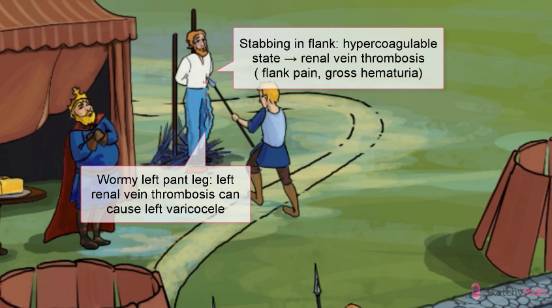 Stabbing in flank: hypercoagulable
state → renal vein thrombosis
( flank pain, gross hematuria)
Wormy left pant leg: left
renal vein thrombosis can
cause left varicocele